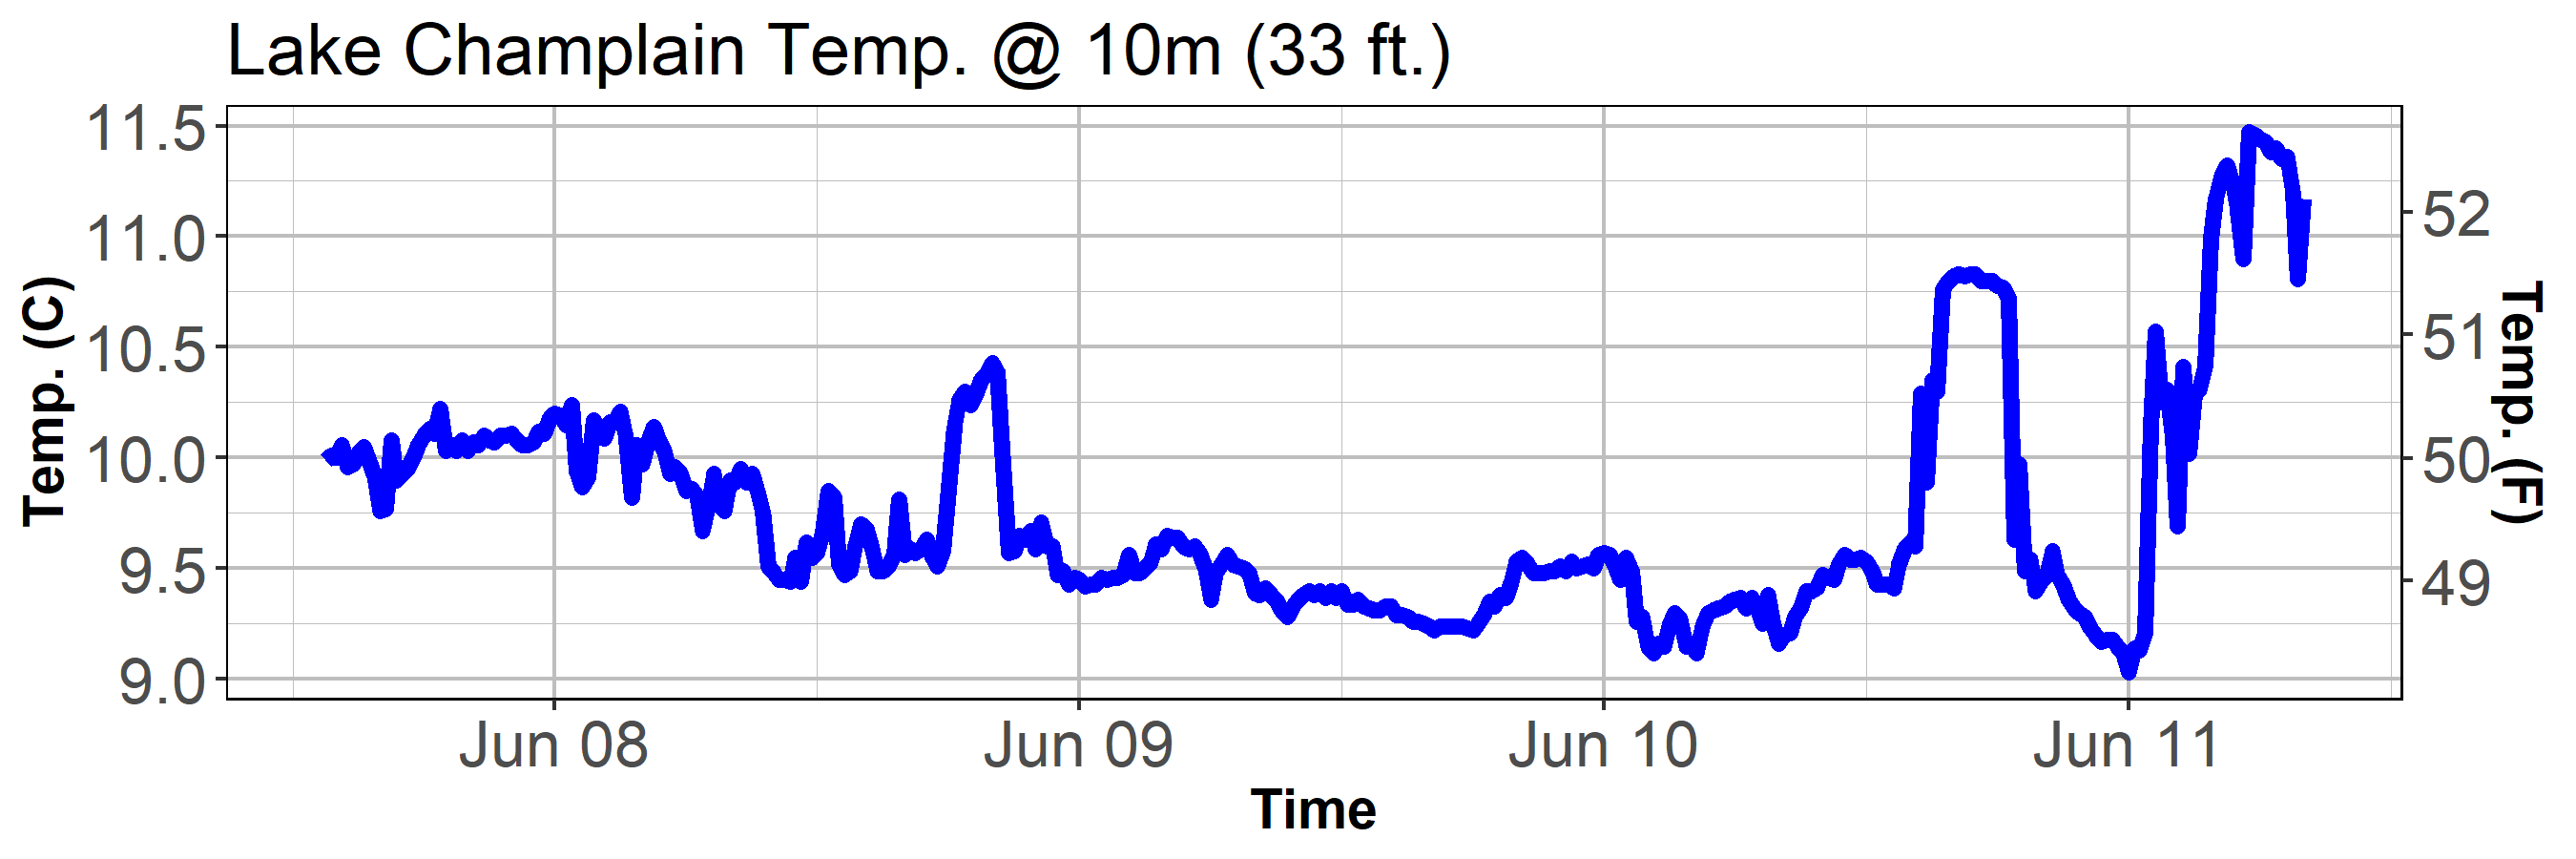 Lake Champlain Temp. @ 10m (33 ft.)
11.5
11.0
10.5
10.0
9.5
9.0
Temp. (C)
52
51
50
49
Temp. (F)
Jun 08 Jun 09 Jun 10 Jun 11
Time